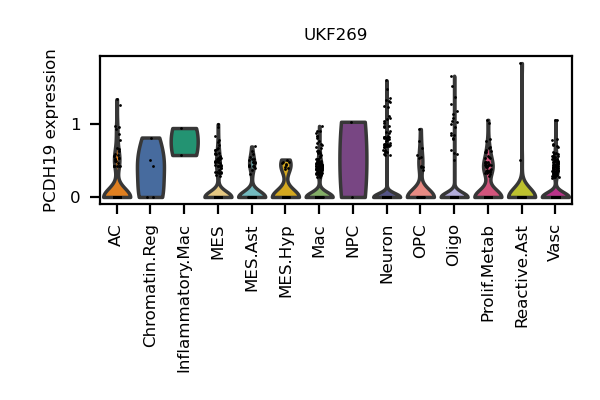 UKF269
PCDH19 expression
1
0
AC
Chromatin.Reg
Inflammatory.Mac
MES
MES.Ast
MES.Hyp
Mac
NPC
Neuron
OPC
Oligo
Prolif.Metab
Reactive.Ast
Vasc